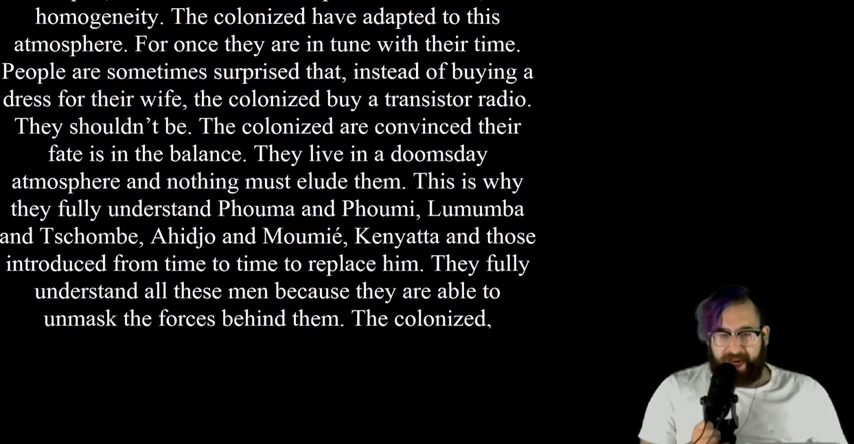 homogeneity. The colonized have adapted to this
atmosphere. For once they are in tune with their time.
People are sometimes surprised that, instead of buying a
dress for their wife, the colonized buy a transistor radio.
They shouldn’t be. The colonized are convinced their
fate is in the balance. They live in a doomsday
atmosphere and nothing must elude them. This is why
they fully understand Phouma and Phoumi, Lumumba
and Tschombe, Ahidjo and Moumié, Kenyatta and those
introduced from time to time to replace him. They fully
understand all these men because they are able to
unmask the forces behind them. The colonized,